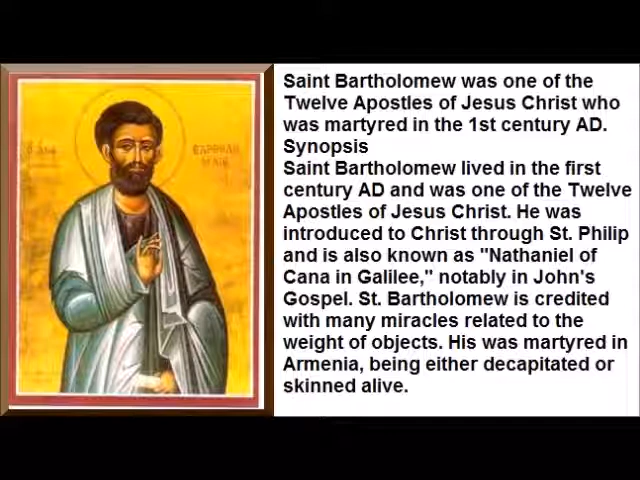 Saint Bartholomew was one of the
Twelve Apostles of Jesus Christ who
was martyred in the 1st century AD.
Synopsis
Saint Bartholomew lived in the first
century AD and was one of the Twelve
Apostles of Jesus Christ. He was
introduced to Christ through St. Philip
and is also known as "Nathaniel of
Cana in Galilee," notably in John's
Gospel. St. Bartholomew is credited
with many miracles related to the
weight of objects. His was martyred in
Armenia, being either decapitated or
skinned alive.